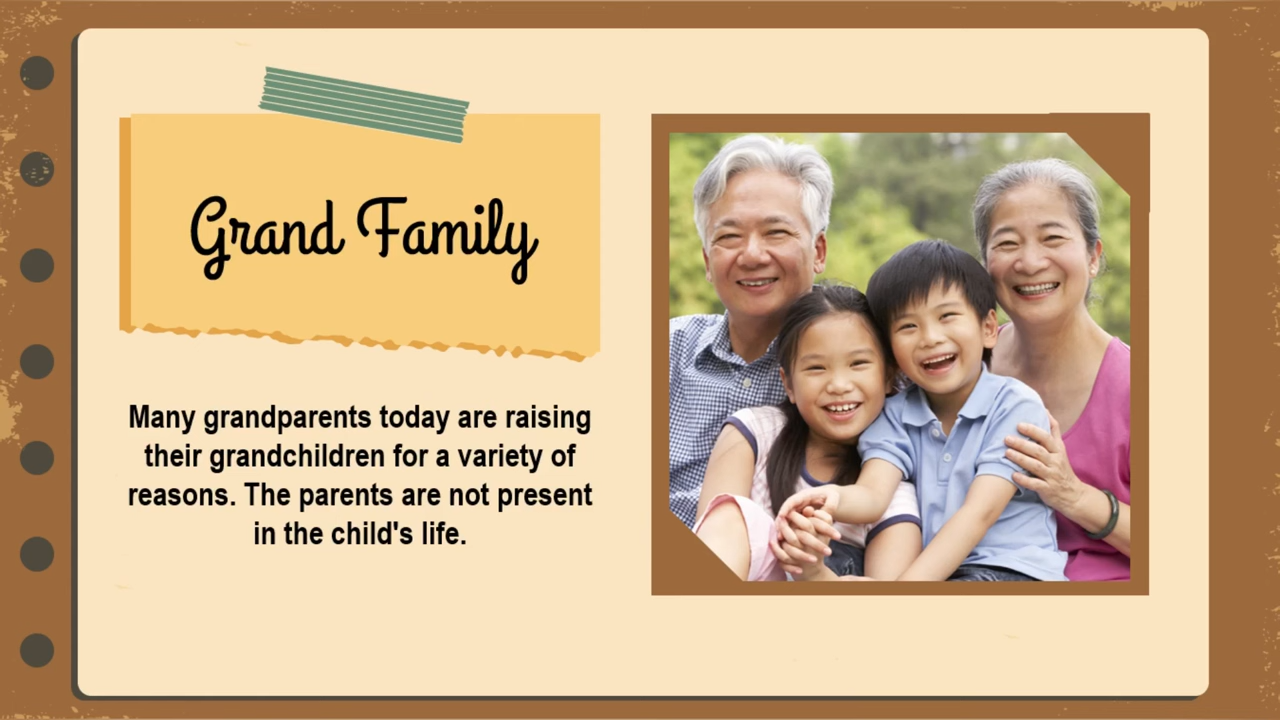 Grand Family
Many grandparents today are raising
their grandchildren for a variety of
reasons. The parents are not present
in the child's life.